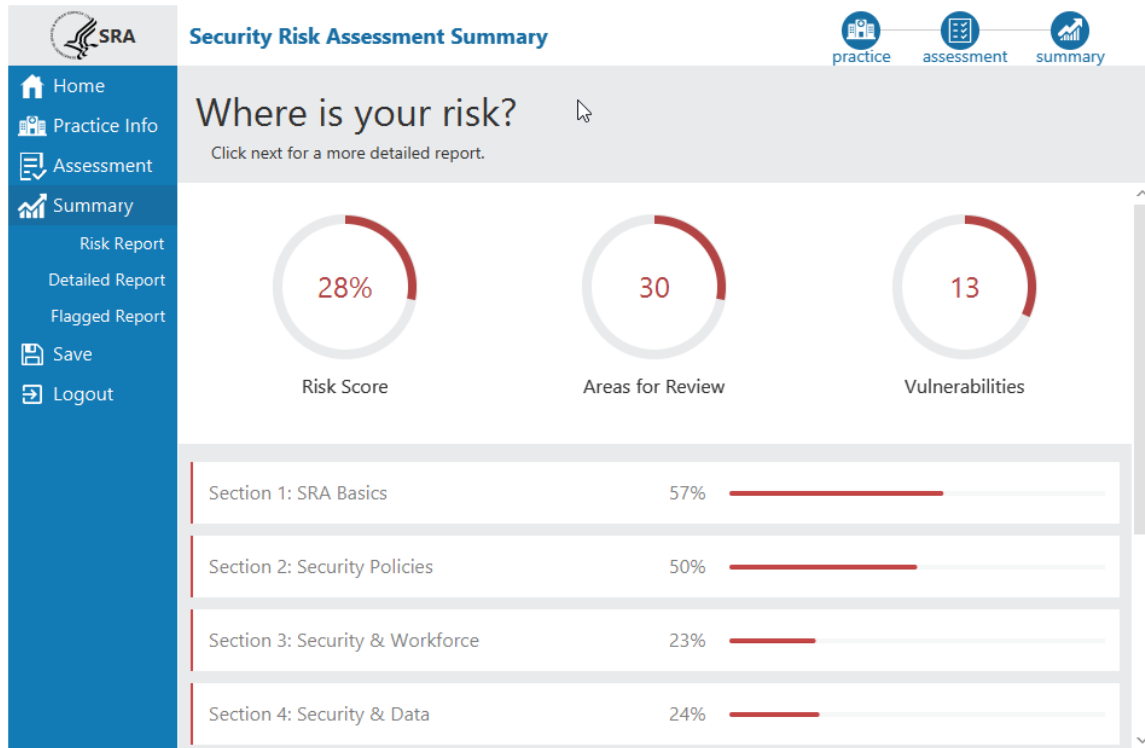 SRA
Security Risk Assessment Summary
practice
assessment
summary
Home
Practice Info
Assessment
Summary
Risk Report
Detailed Report
Flagged Report
Save
Logout
Where is your risk?
Click next for a more detailed report.
28%
30
13
Risk Score
Areas for Review
Vulnerabilities
Section 1: SRA Basics 57%
Section 2: Security Policies 50%
Section 3: Security & Workforce 23%
Section 4: Security & Data 24%